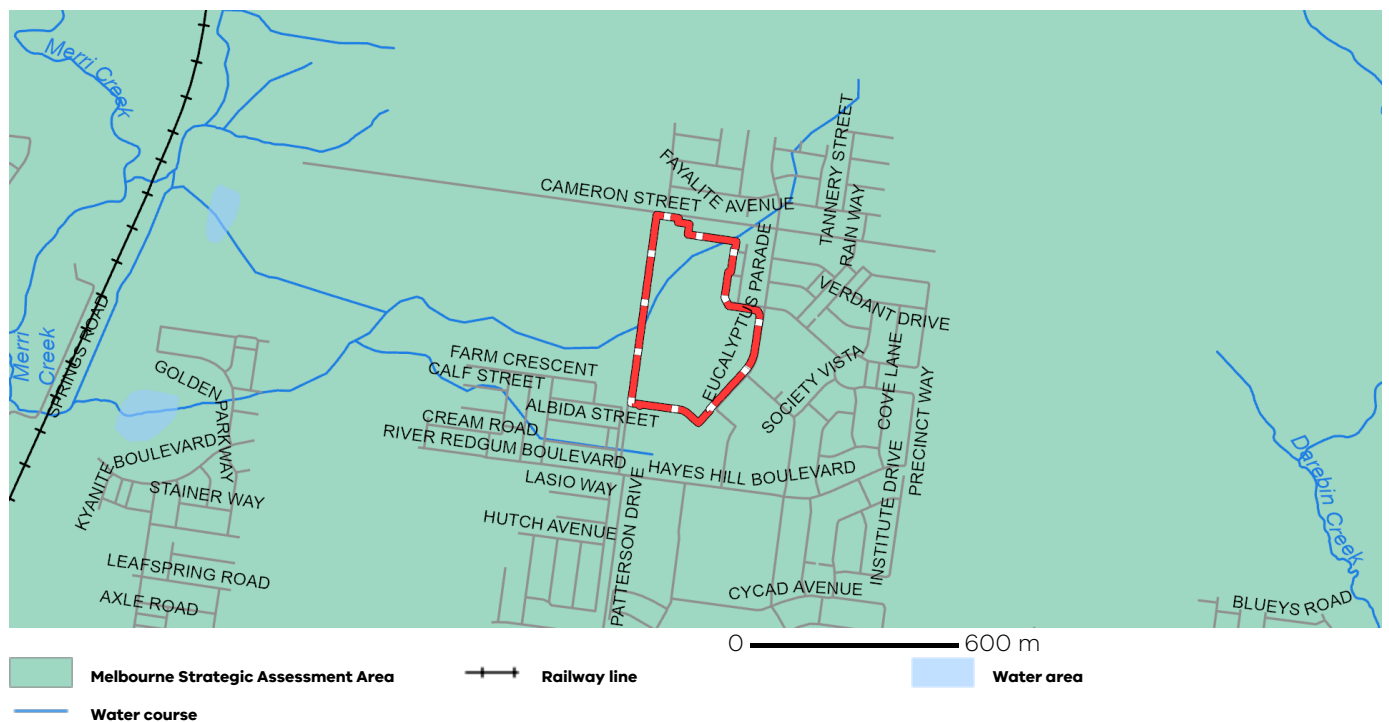 Merri Creek
FAYALITE AVENUE
CAMERON STREET
TANNERY STREET
RAIN WAY
EUCALYPTUS PARADE
VERDANT DRIVE
Merri
Creek
SPRINGS ROAD
FARM CRESCENT
CALF STREET
GOLDEN PARKWAY
SOCIETY VISTA
COVE LANE
PRECINCT WAY
ALBIDA STREET
CREAM ROAD
RIVER REDGUM BOULEVARD
KYANITE BOULEVARD
HAYES HILL BOULEVARD
Darebin Creek
STAINER WAY
LASIO WAY
PATTERSON DRIVE
INSTITUTE DRIVE
HUTCH AVENUE
LEAFSPRING ROAD
CYCAD AVENUE
AXLE ROAD
BLUEYS ROAD
0 600 m
Melbourne Strategic Assessment Area
Railway line
Water area
Water course